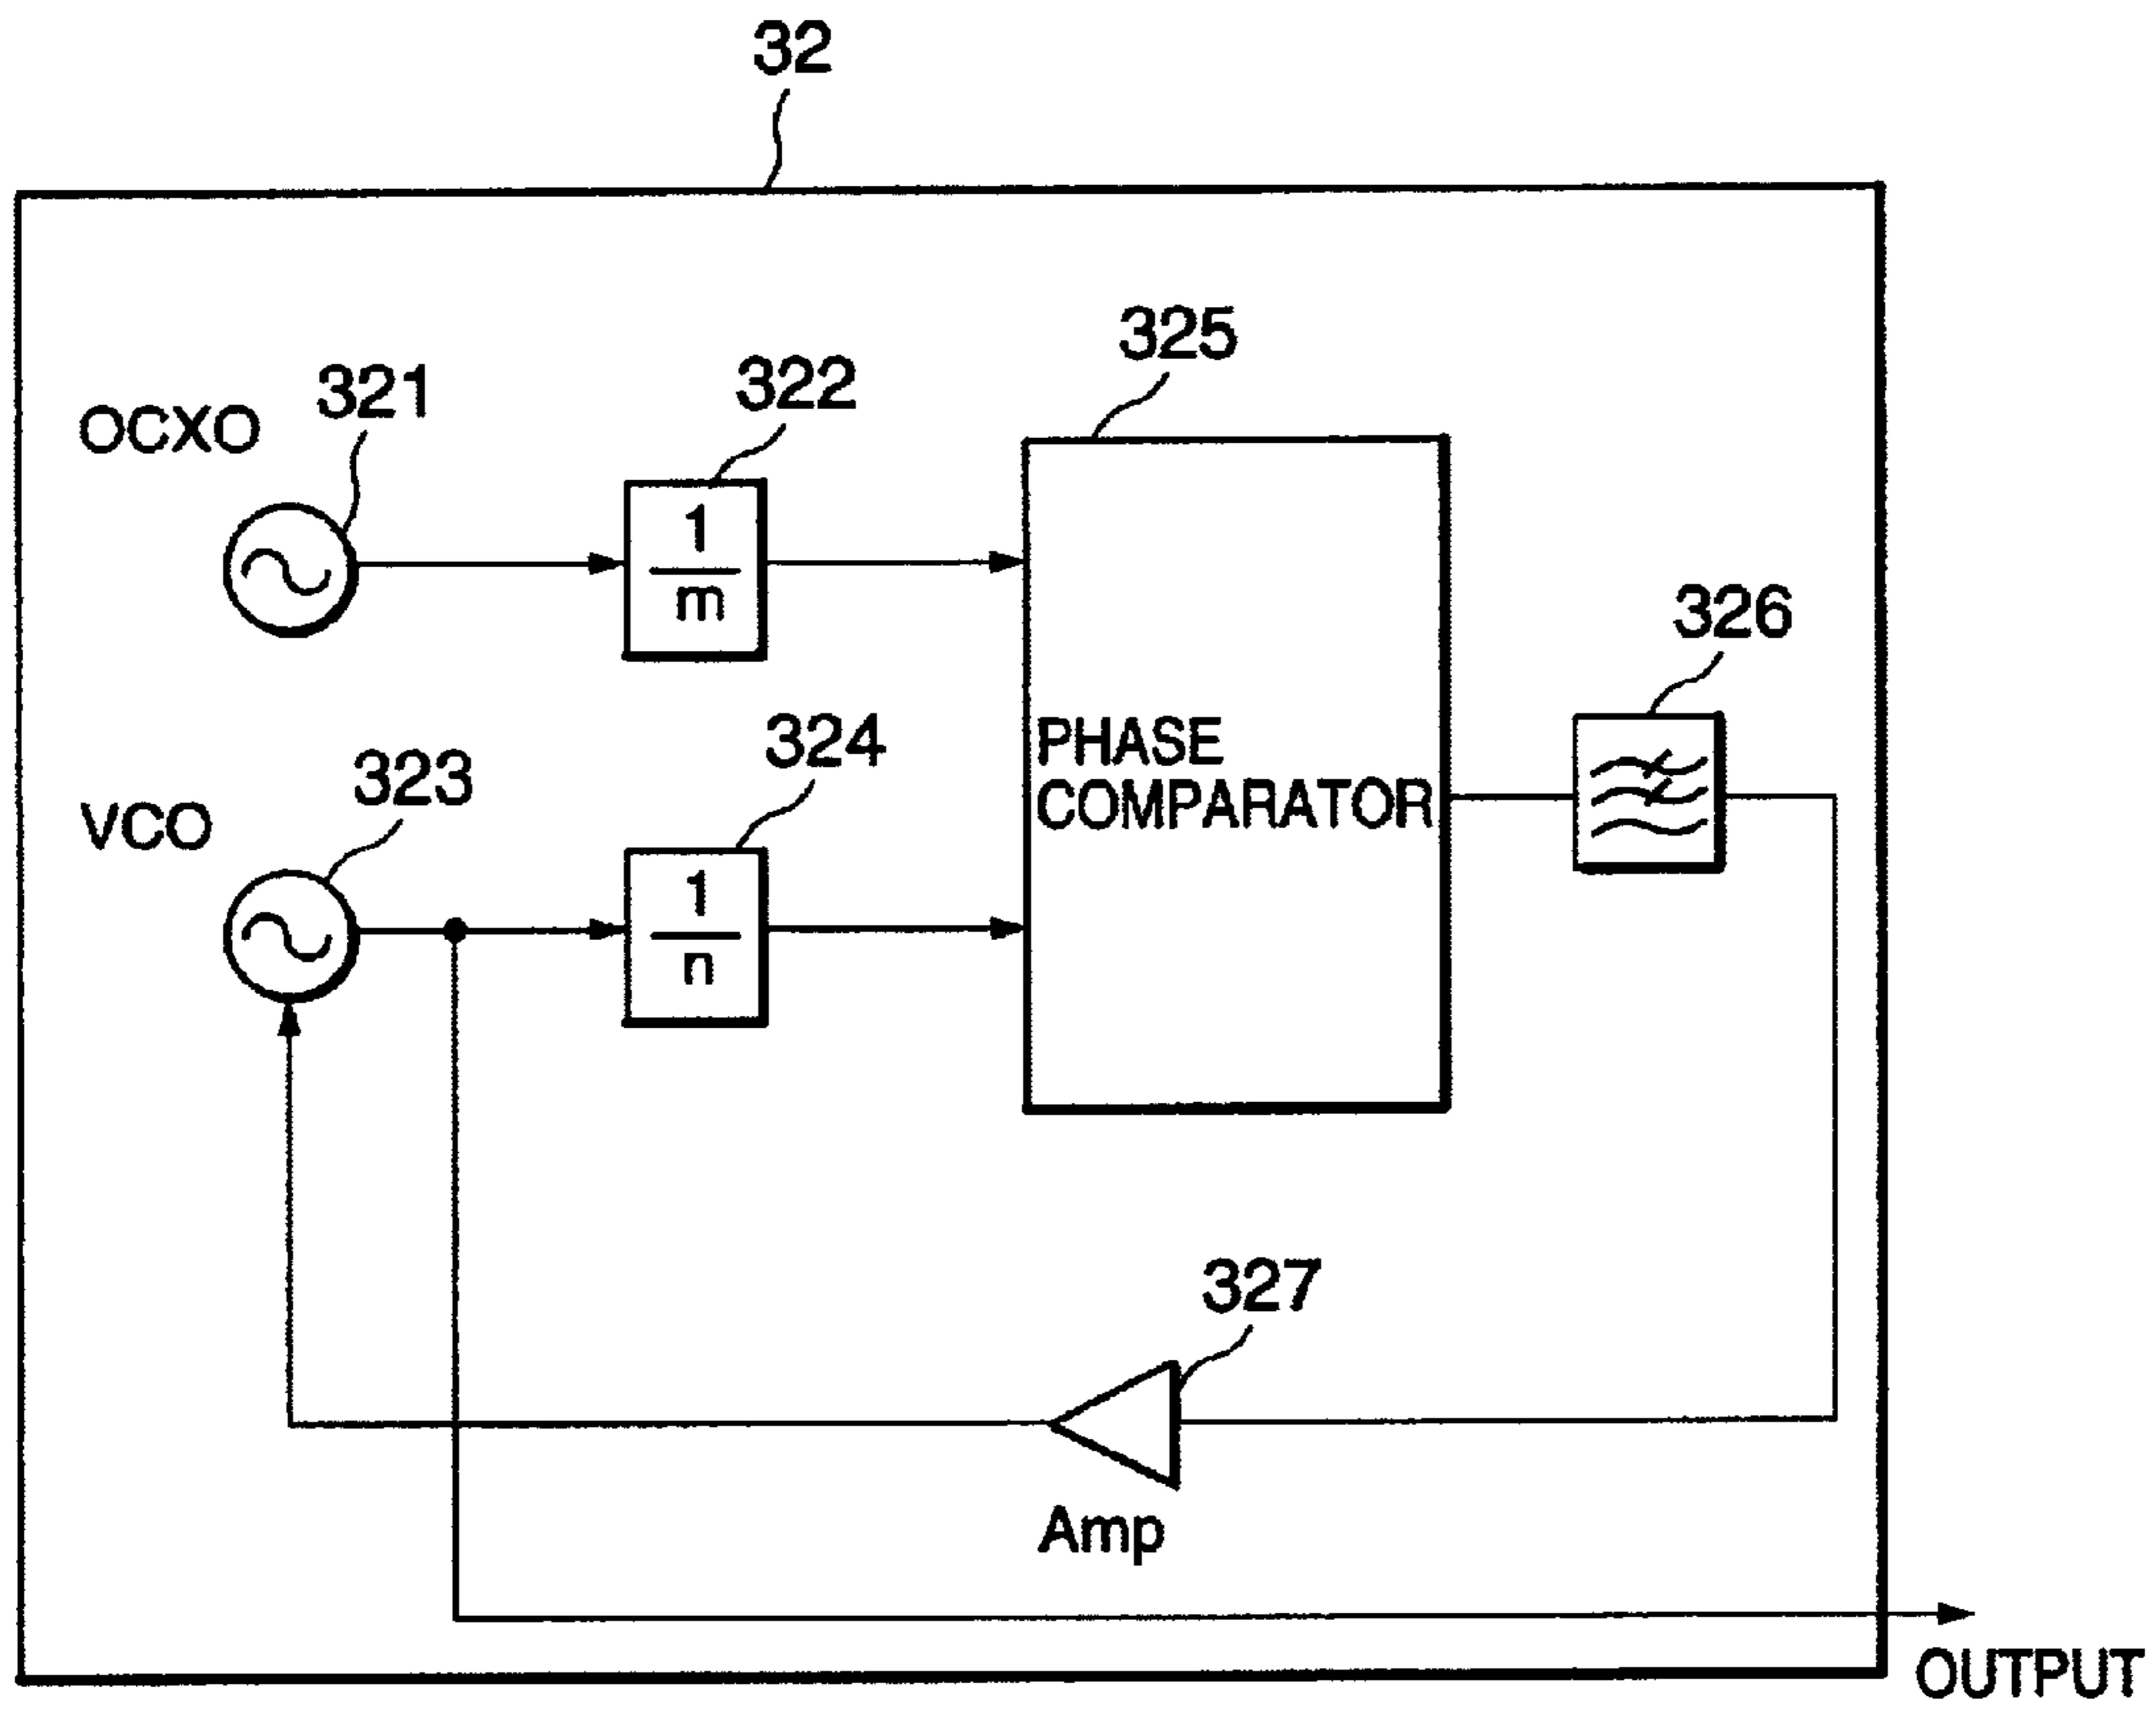 32
325
OCXO
321
322
1
m
326
VCO
323
324
PHASE
COMPARATOR
1
n
327
Amp
OUTPUT